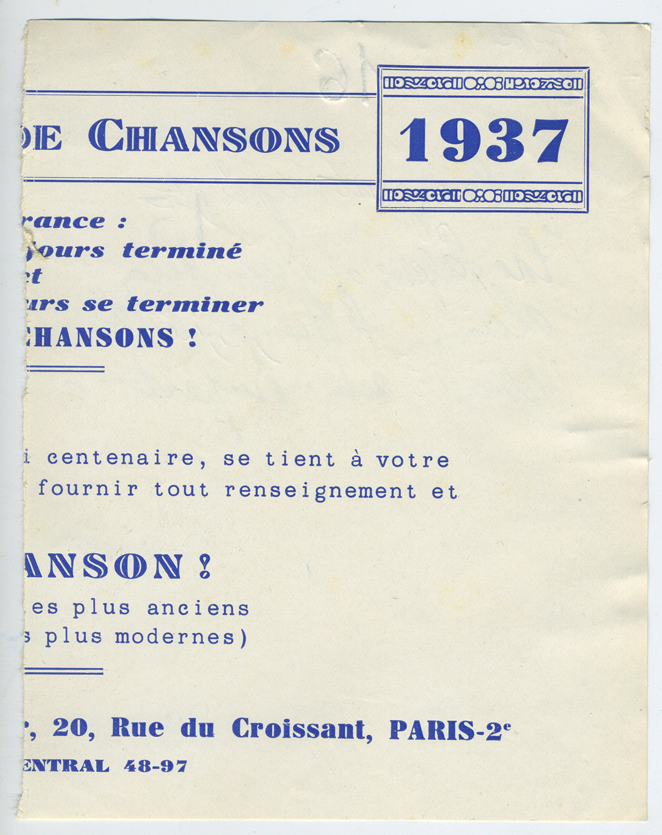 DE CHANSONS
1937
rance :
jours terminé
et
urs se terminer
CHANSONS !
i centenaire, se tient à votre
fournir tout renseignement et
ANSON !
es plus anciens
s plus modernes)
r, 20, Rue du Croissant, PARIS-2e
ENTRAL 48-97